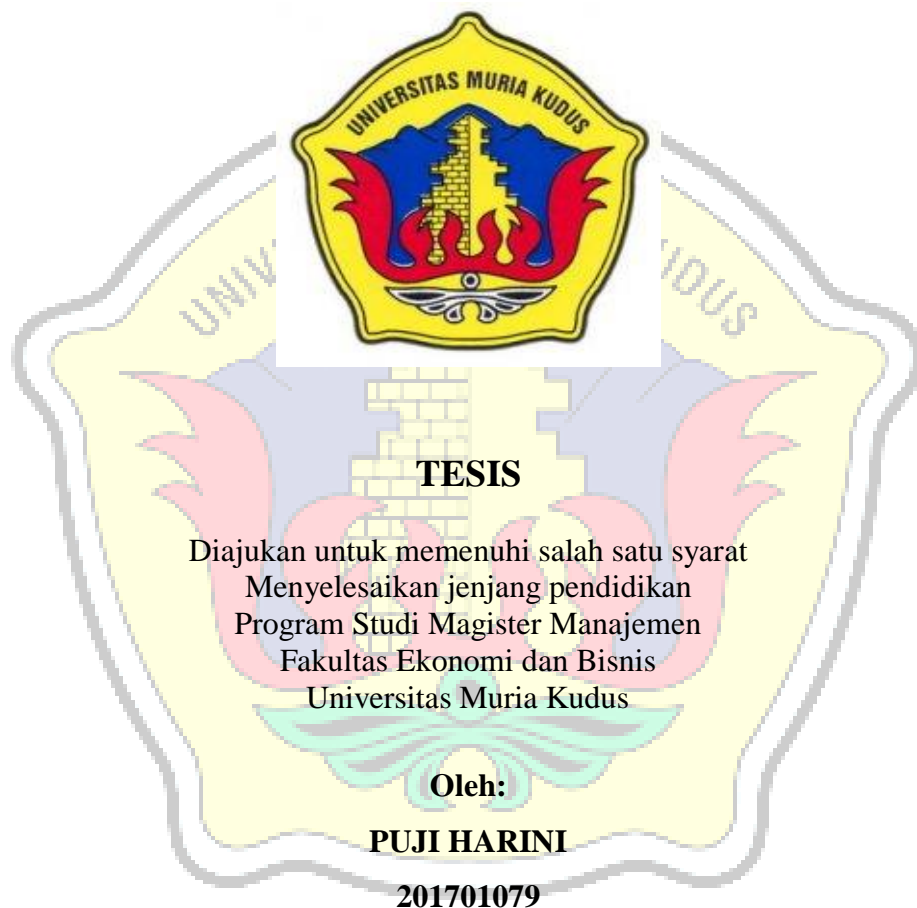 UNIVERSITAS MURIA KUDUS
TESIS
Diajukan untuk memenuhi salah satu syarat
Menyelesaikan jenjang pendidikan
Program Studi Magister Manajemen
Fakultas Ekonomi dan Bisnis
Universitas Muria Kudus
Oleh:
PUJI HARINI
201701079